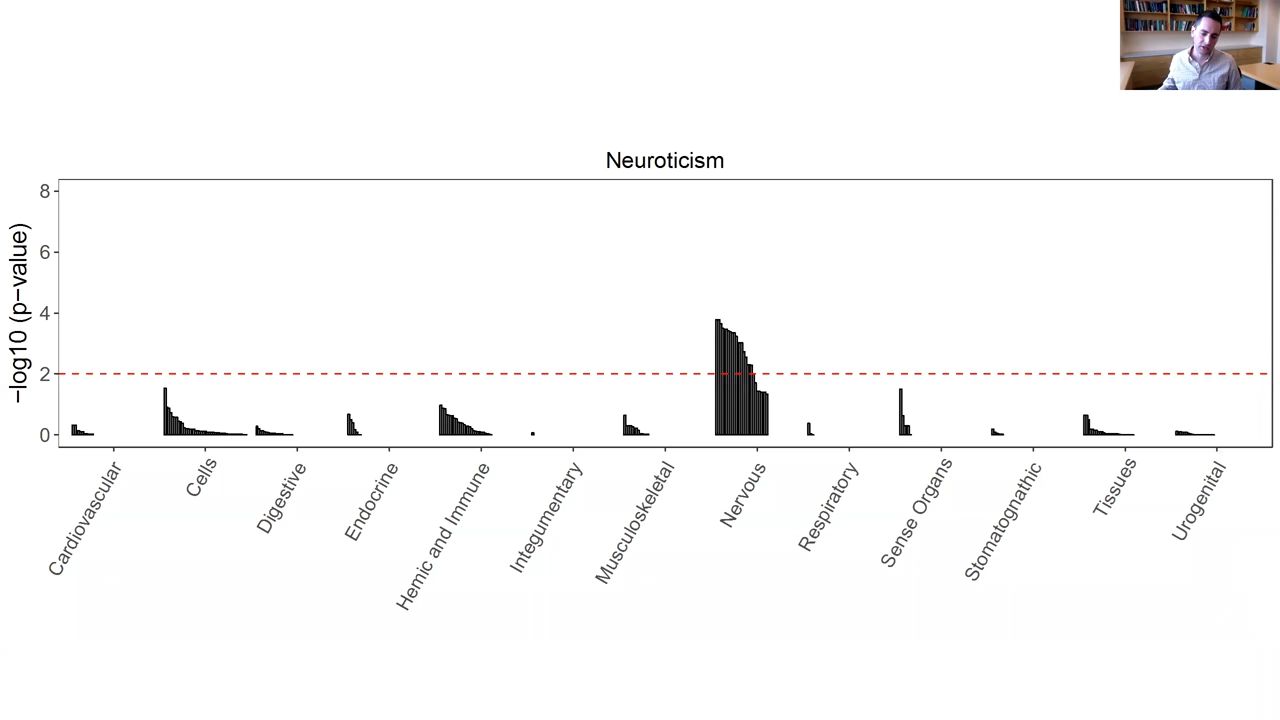 Neuroticism
−log10 (p−value)
8
6
4
2
0
Cardiovascular
Cells
Digestive
Endocrine
Hemic and Immune
Integumentary
Musculoskeletal
Nervous
Respiratory
Sense Organs
Stomatognathic
Tissues
Urogenital